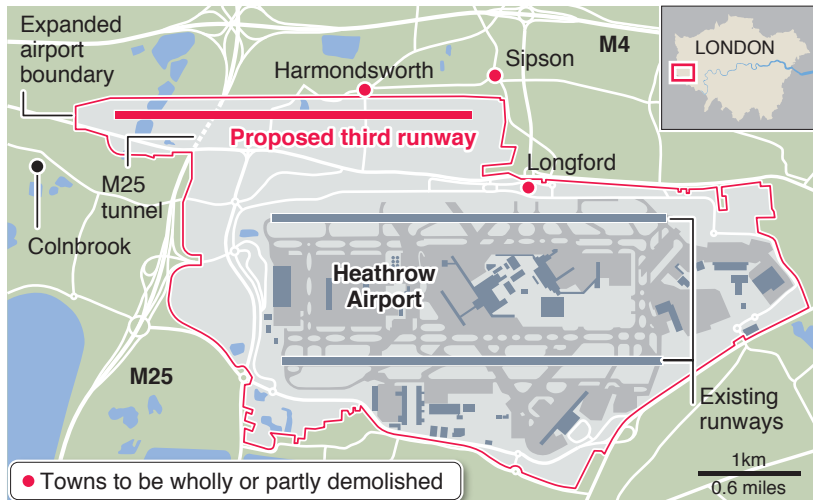 Expanded
airport
boundary
Harmondsworth
Sipson
M4
LONDON
Proposed third runway
M25
tunnel
Longford
Colnbrook
Heathrow
Airport
M25
Existing
runways
Towns to be wholly or partly demolished
1km
0.6 miles